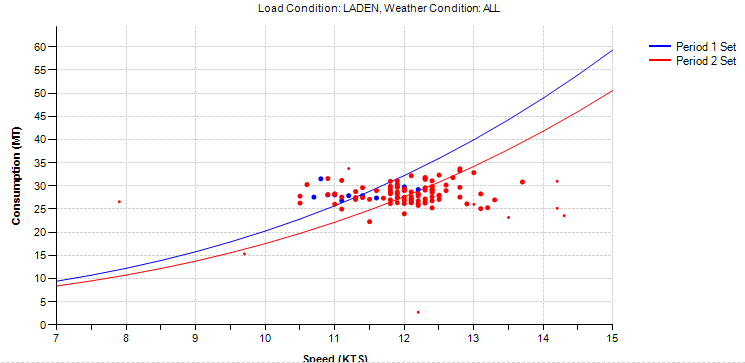 Load Condition: LADEN, Weather Condition: ALL
Period 1 Set
Period 2 Set
Consumption (MT)
60
55
50
45
40
35
30
25
20
15
10
5
0
7 8 9 10 11 12 13 14 15
Speed (KTS)